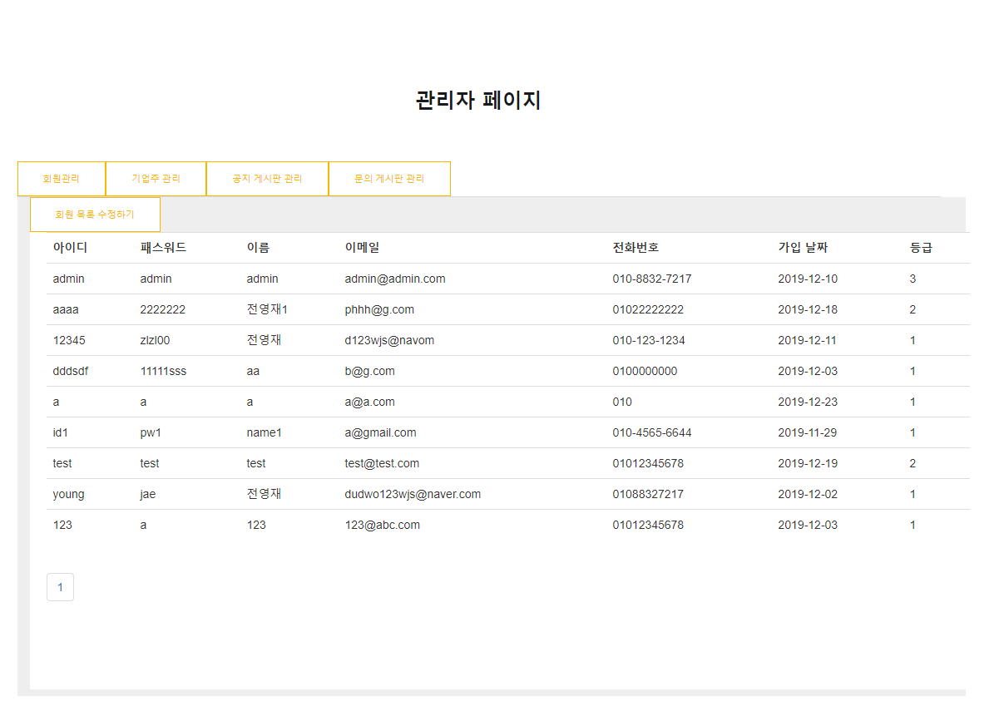 관리자 페이지
회원관리 기업주 관리 공지 게시판 관리 문의 게시판 관리
회원 목록 수정하기
아이디 패스워드 이름 이메일 전화번호 가입 날짜 등급
admin admin admin admin@admin.com 010-8832-7217 2019-12-10 3
aaaa 2222222 전영재1 phhh@g.com 01022222222 2019-12-18 2
12345 zlzl00 전영재 d123wjs@navom 010-123-1234 2019-12-11 1
dddsdf 11111sss aa b@g.com 0100000000 2019-12-03 1
a a a a@a.com 010 2019-12-23 1
id1 pw1 name1 a@gmail.com 010-4565-6644 2019-11-29 1
test test test test@test.com 01012345678 2019-12-19 2
young jae 전영재 dudwo123wjs@naver.com 01088327217 2019-12-02 1
123 a 123 123@abc.com 01012345678 2019-12-03 1
1